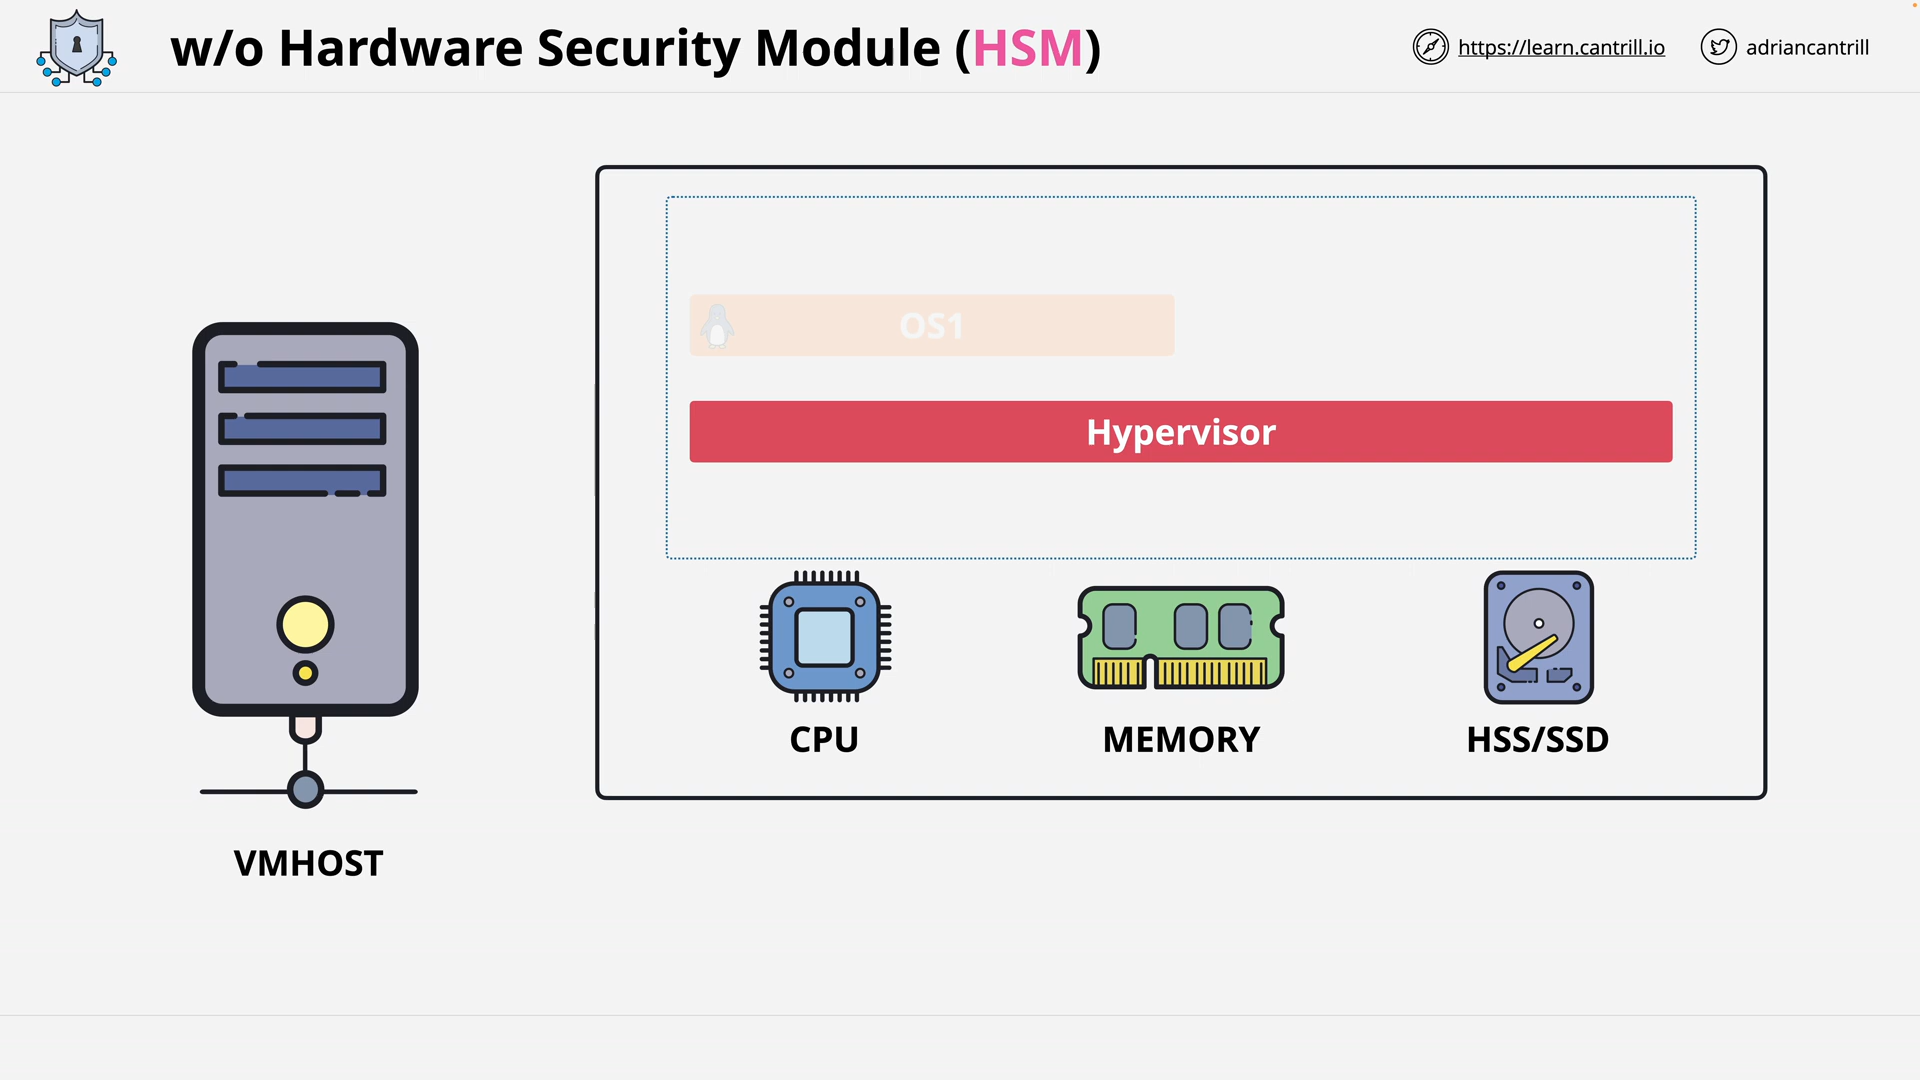 w/o Hardware Security Module (HSM)
https://learn.cantrill.io
adriancantrill
OS1
Hypervisor
CPU
MEMORY
HSS/SSD
VMHOST